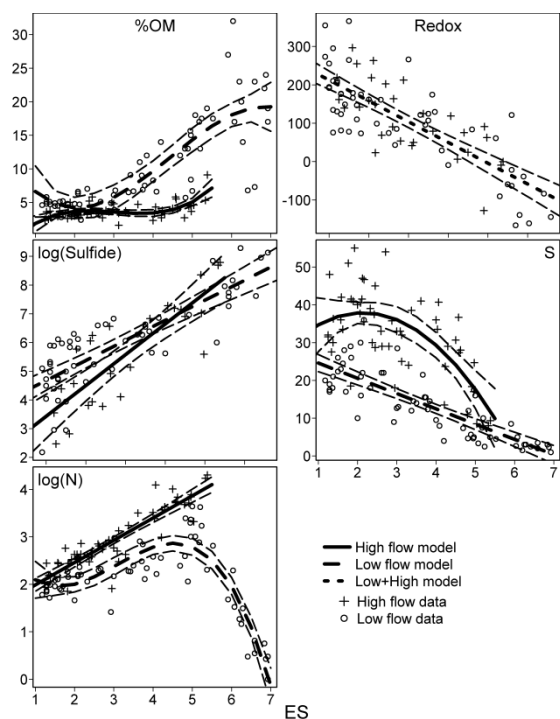 %OM
30
25
20
15
10
5
Redox
300
200
100
0
-100
log(Sulfide)
9
8
7
6
5
4
3
2
S
50
40
30
20
10
0
1 2 3 4 5 6 7
log(N)
4
3
2
1
0
1 2 3 4 5 6 7
High flow model
Low flow model
Low+High model
+ High flow data
o Low flow data
ES